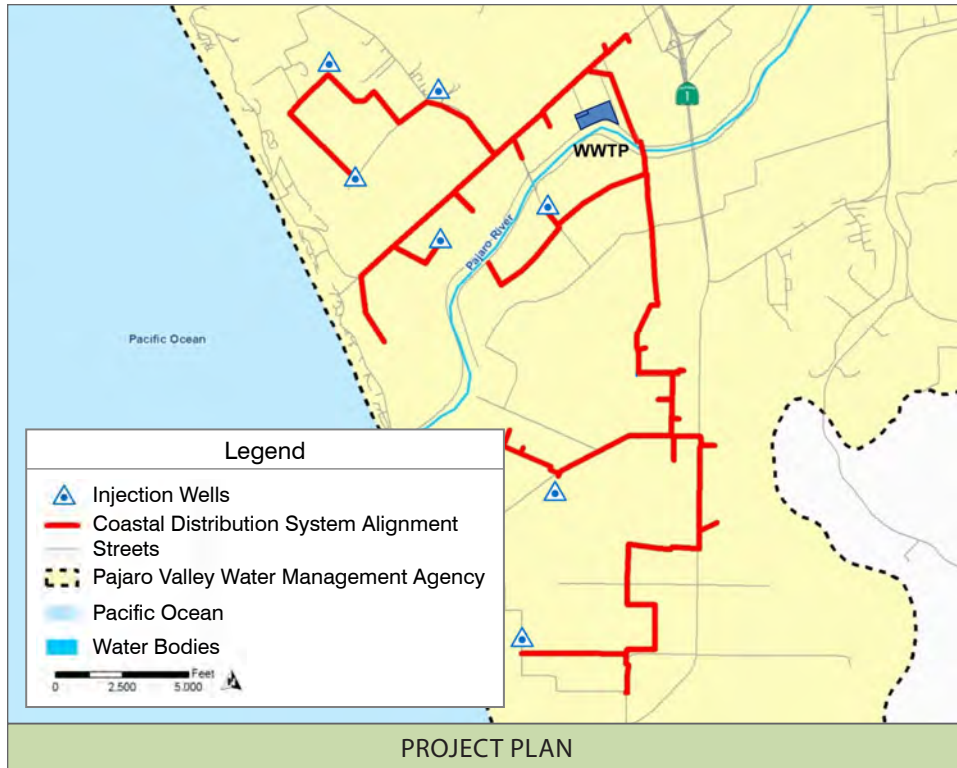 1
WWTP
Pajaro River
Pacific Ocean
Legend
Injection Wells
Coastal Distribution System Alignment
Streets
Pajaro Valley Water Management Agency
Pacific Ocean
Water Bodies
Feet
0 2,500 5,000
PROJECT PLAN